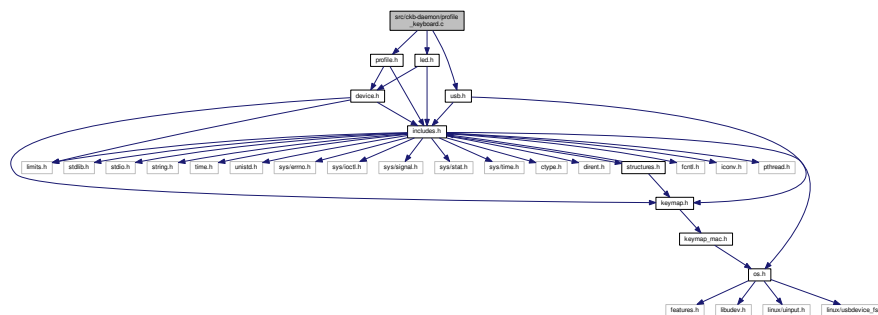 src/ckb-daemon/profile
_keyboard.c
profile.h
led.h
device.h
usb.h
includes.h
limits.h
stdlib.h
stdio.h
string.h
time.h
unistd.h
sys/errno.h
sys/ioctl.h
sys/signal.h
sys/stat.h
sys/time.h
ctype.h
dirent.h
structures.h
fcntl.h
iconv.h
pthread.h
keymap.h
keymap_mac.h
os.h
features.h
libudev.h
linux/uinput.h
linux/usbdevice_fs